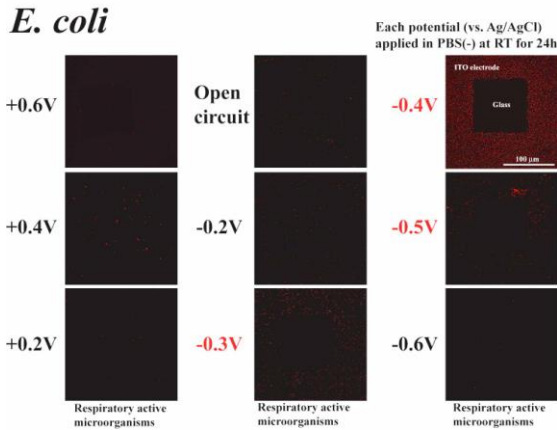 E. coli
Each potential (vs. Ag/AgCl)
applied in PBS(-) at RT for 24h
+0.6V
Open
circuit
-0.4V
ITO electrode
Glass
100 μm
+0.4V
-0.2V
-0.5V
+0.2V
-0.3V
-0.6V
Respiratory active
microorganisms
Respiratory active
microorganisms
Respiratory active
microorganisms